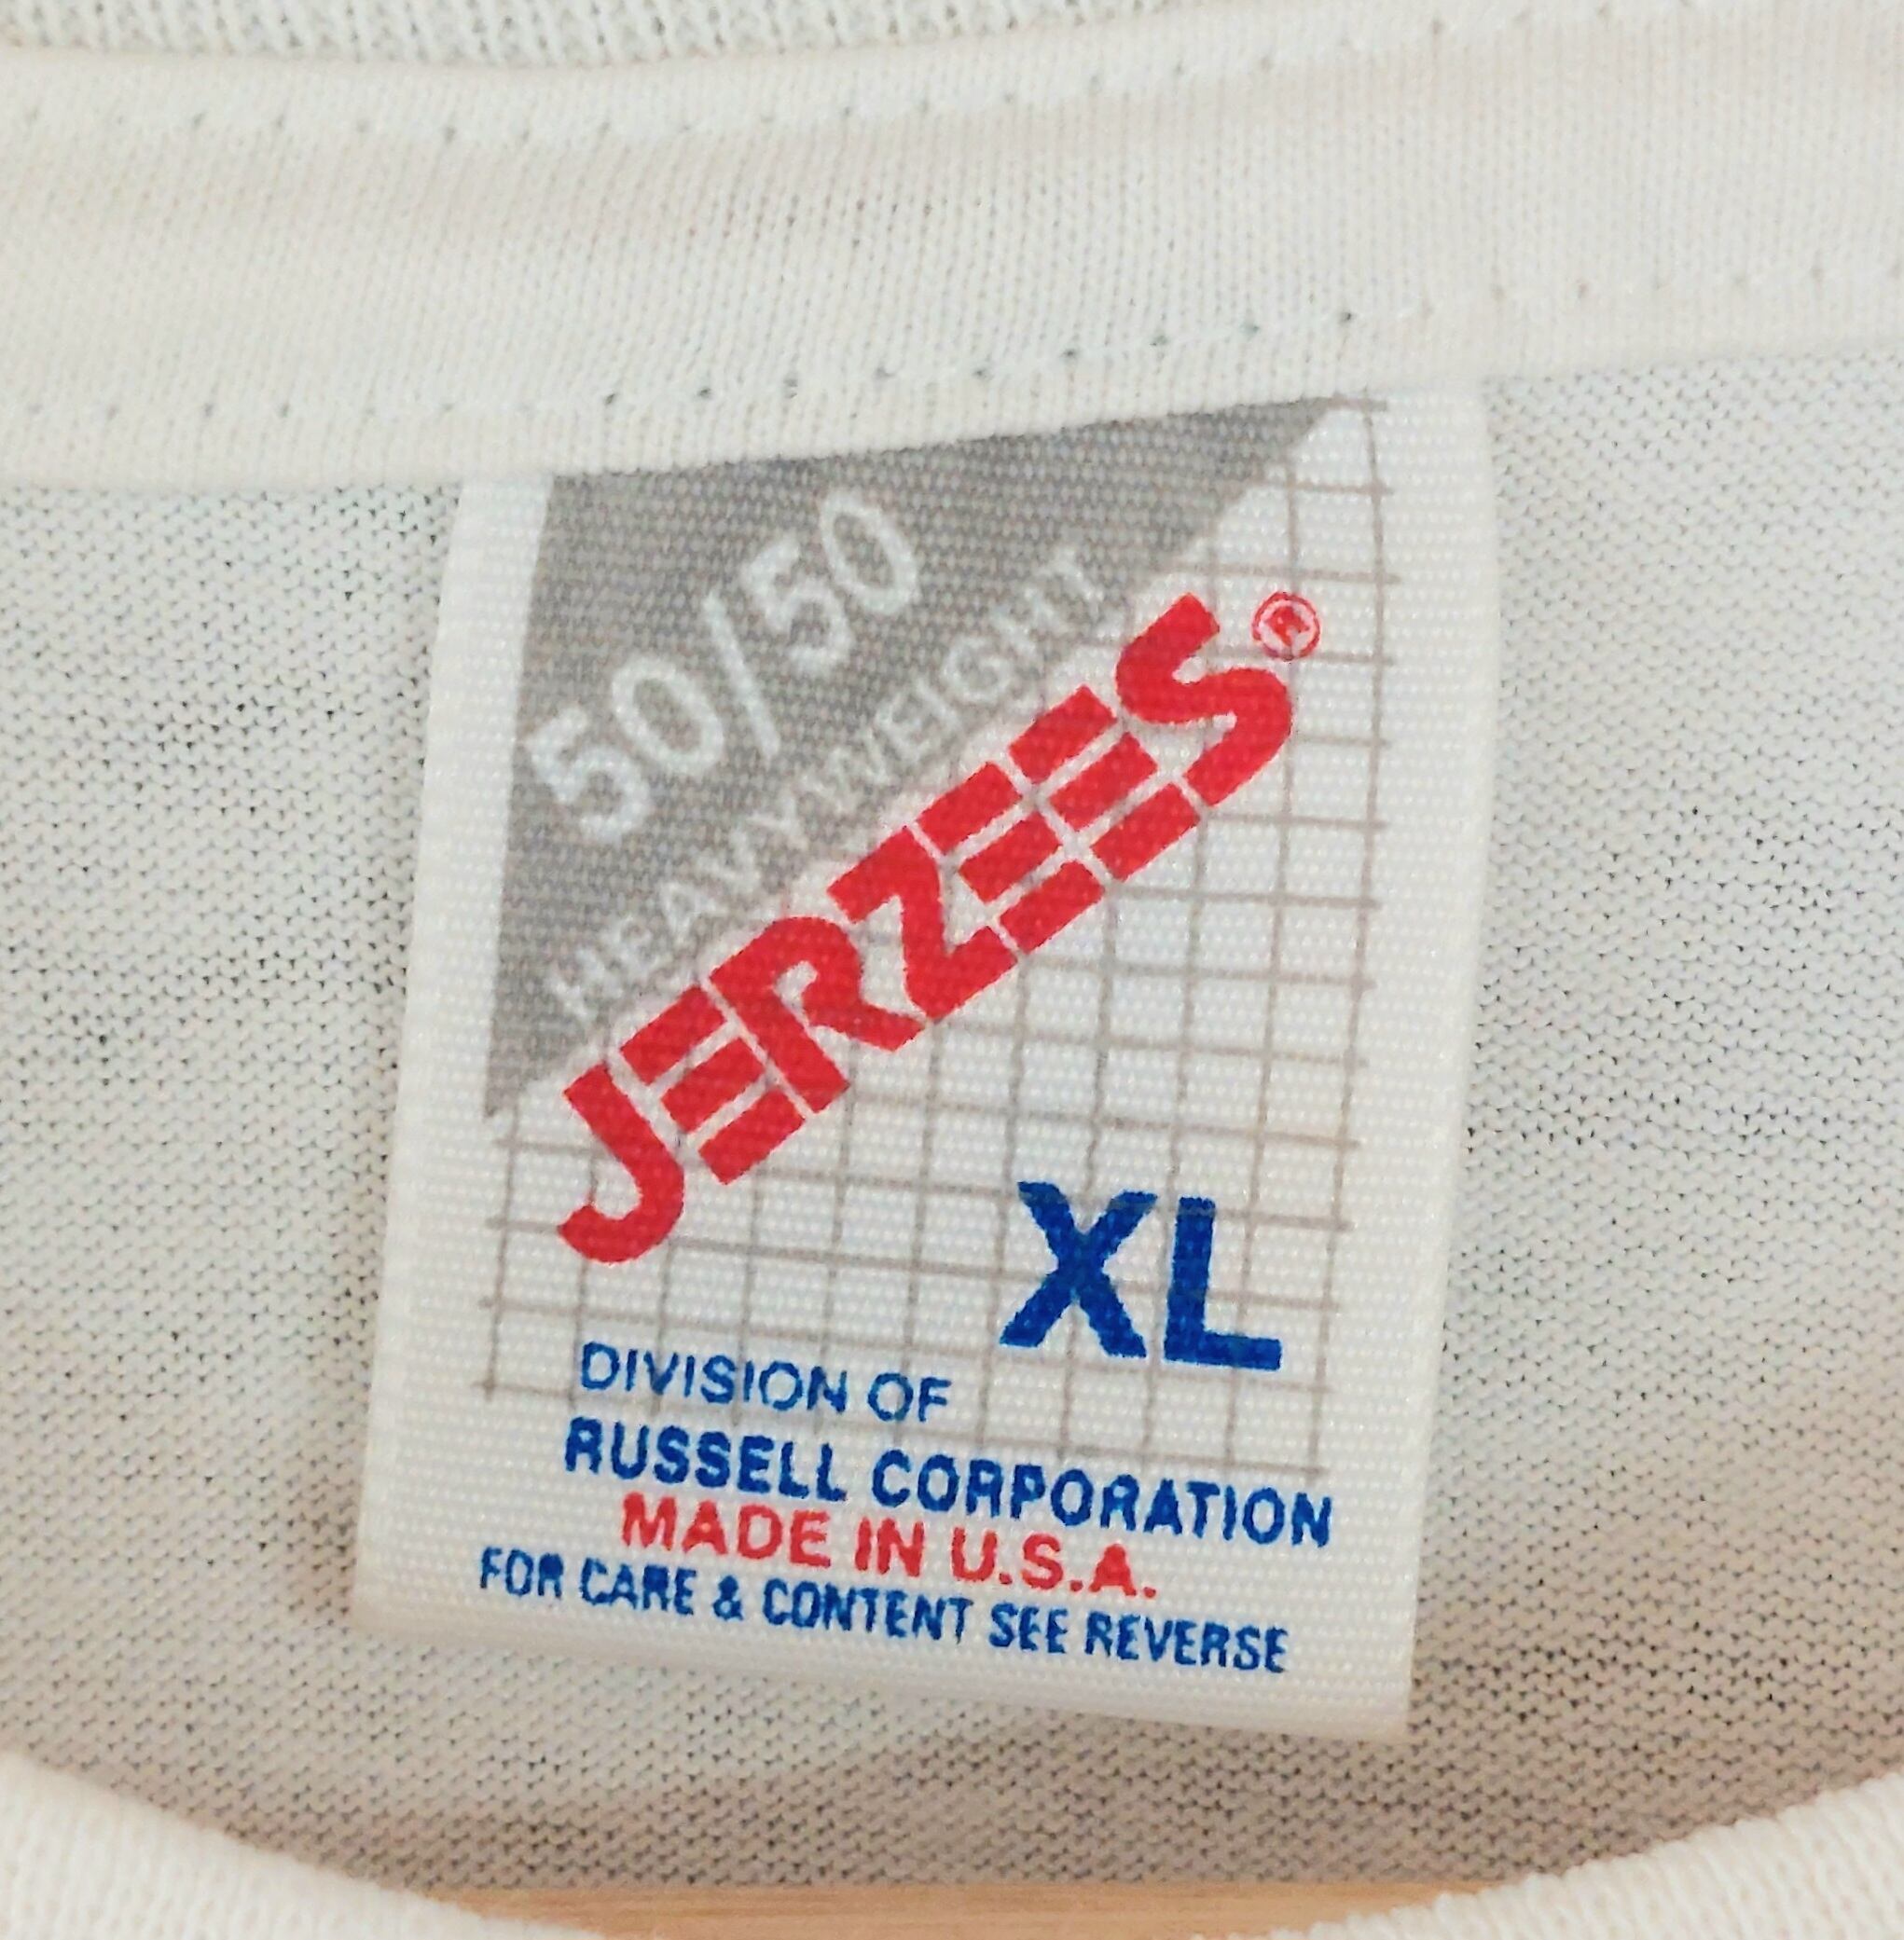 50/50
HEAVYWEIGHT
JERZEES®
XL
DIVISION OF
RUSSELL CORPORATION
MADE IN U.S.A.
FOR CARE & CONTENT SEE REVERSE